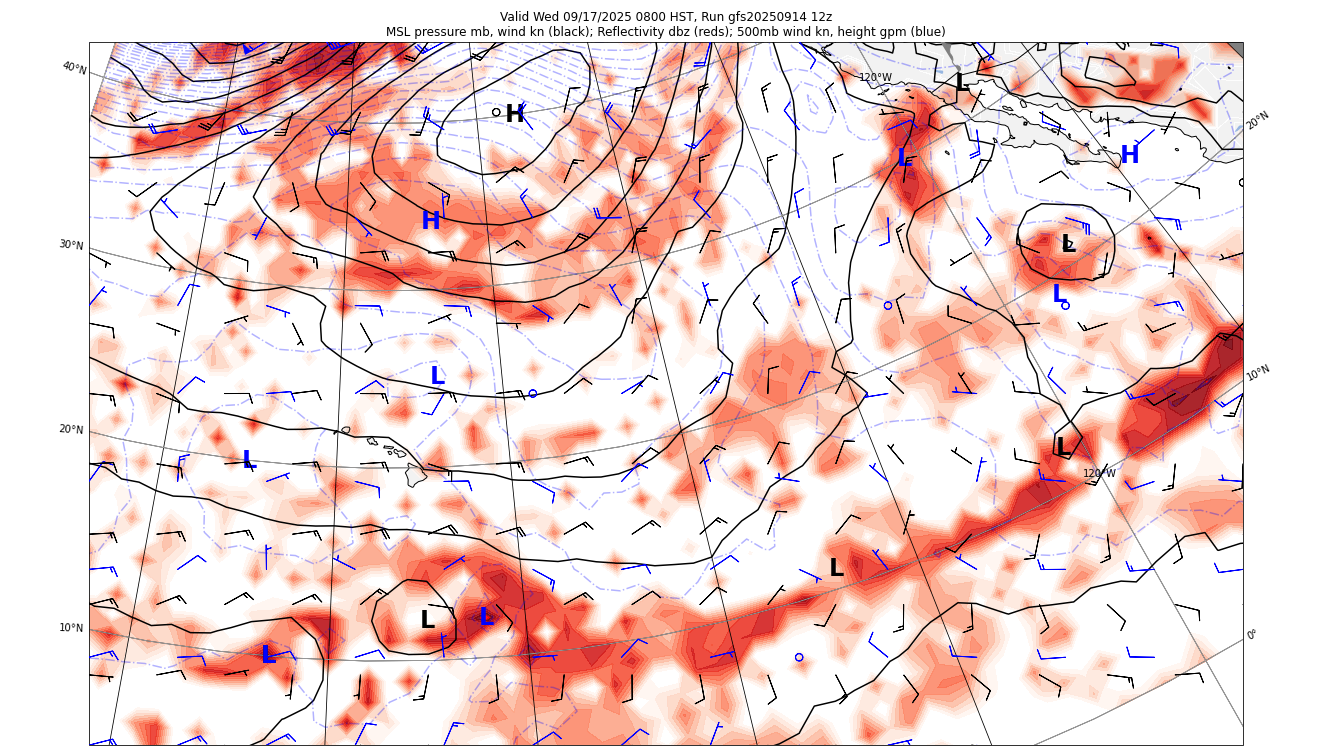 Valid Wed 09/17/2025 0800 HST, Run gfs20250914 12z
MSL pressure mb, wind kn (black); Reflectivity dbz (reds); 500mb wind kn, height gpm (blue)
40°N
120°W
L
H
20°N
L
H
H
L
30°N
L
L
10°N
20°N
L
L
120°W
L
10°N
L
L
L
0°